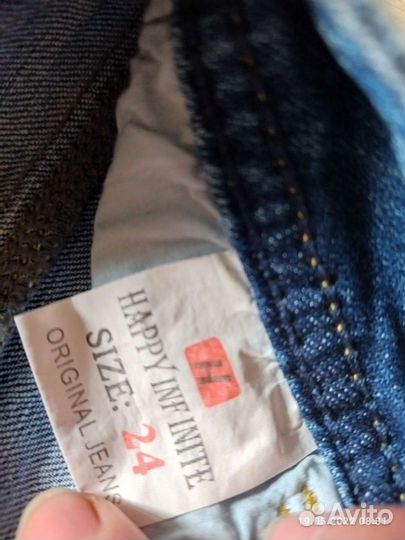 H
HAPPY INFINITE
SIZE: 24
ORIGINAL JEANS
Avito